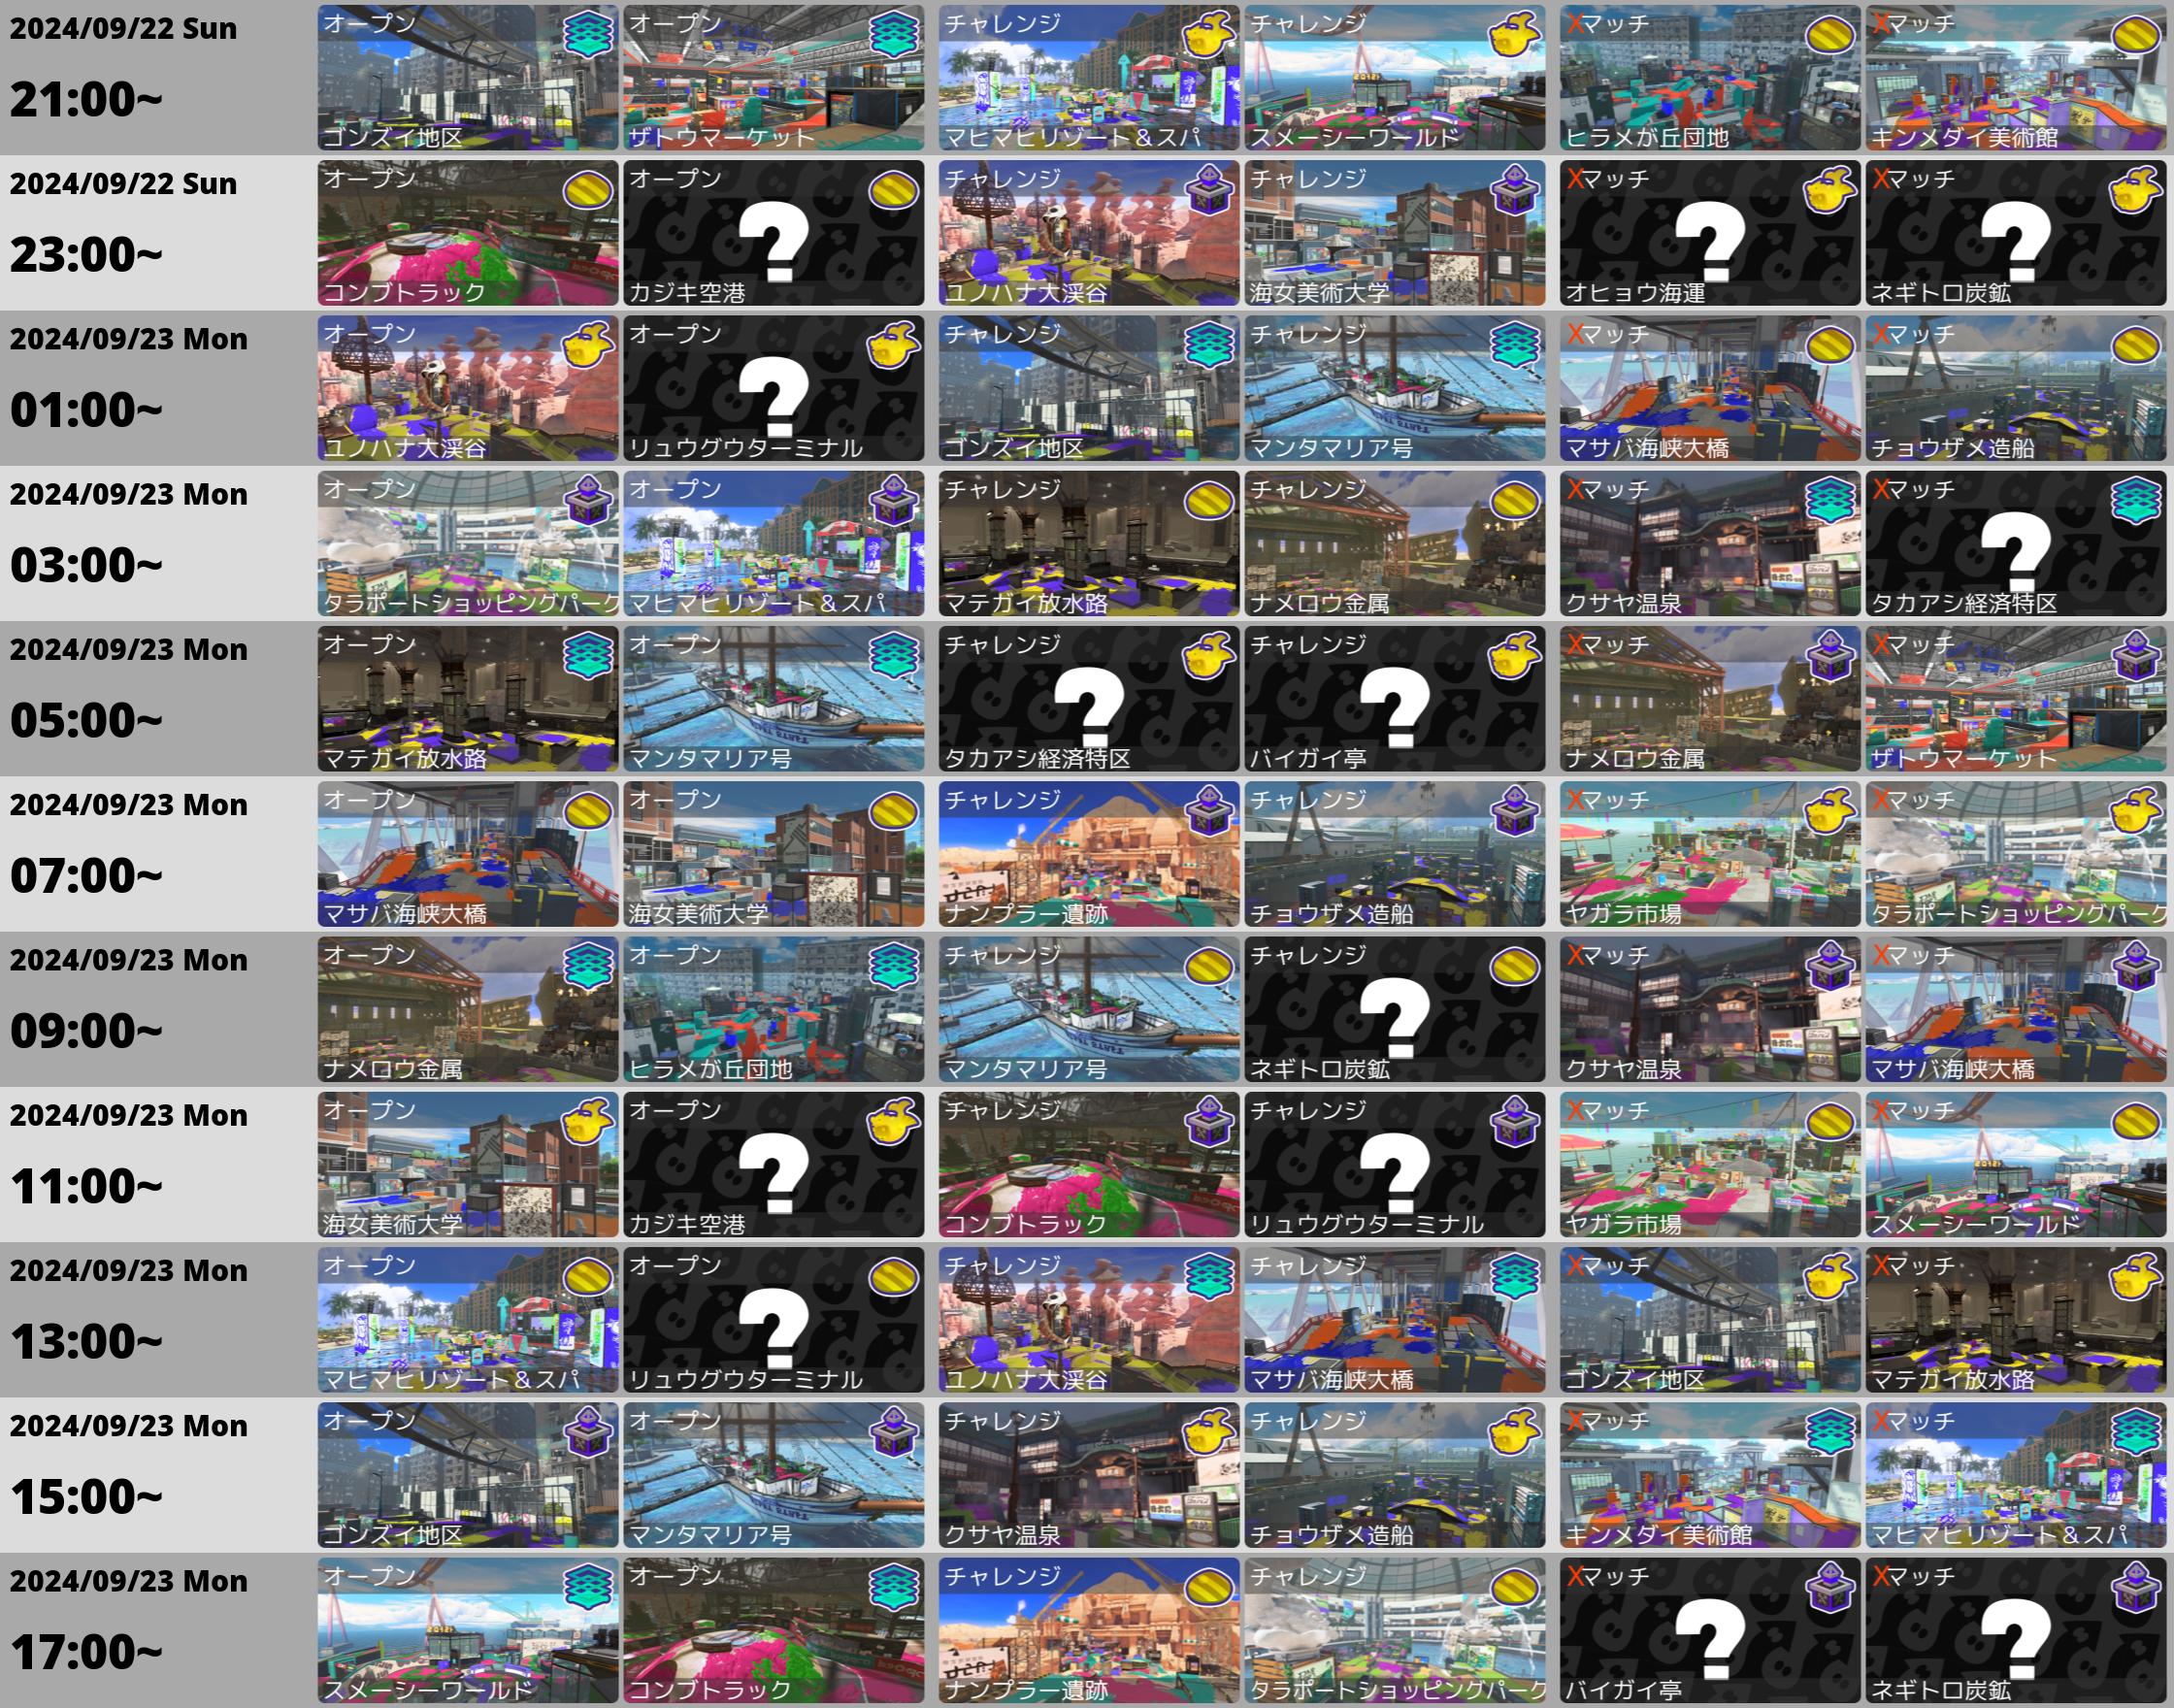 2024/09/22 Sun
21:00~
オープン オープン チャレンジ チャレンジ Xマッチ Xマッチ
ゴンズイ地区 ザトウマーケット マヒマヒリゾート&スパ スメーシーワールド ヒラメが丘団地 キンメダイ美術館
2024/09/22 Sun
23:00~
オープン オープン チャレンジ チャレンジ Xマッチ Xマッチ
? ? ?
コンブトラック カジキ空港 ユノハナ大渓谷 海女美術大学 オヒョウ海運 ネギトロ炭鉱
2024/09/23 Mon
01:00~
オープン オープン チャレンジ チャレンジ Xマッチ Xマッチ
?
ユノハナ大渓谷 リュウグウターミナル ゴンズイ地区 マンタマリア号 マサバ海峡大橋 チョウザメ造船
2024/09/23 Mon
03:00~
オープン オープン チャレンジ チャレンジ Xマッチ Xマッチ
?
タラポートショッピングパーク マヒマヒリゾート&スパ マテガイ放水路 ナメロウ金属 クサヤ温泉 タカアシ経済特区
2024/09/23 Mon
05:00~
オープン オープン チャレンジ チャレンジ Xマッチ Xマッチ
? ?
マテガイ放水路 マンタマリア号 タカアシ経済特区 バイガイ亭 ナメロウ金属 ザトウマーケット
2024/09/23 Mon
07:00~
オープン オープン チャレンジ チャレンジ Xマッチ Xマッチ
マサバ海峡大橋 海女美術大学 ナンプラー遺跡 チョウザメ造船 ヤガラ市場 タラポートショッピングパーク
2024/09/23 Mon
09:00~
オープン オープン チャレンジ チャレンジ Xマッチ Xマッチ
?
ナメロウ金属 ヒラメが丘団地 マンタマリア号 ネギトロ炭鉱 クサヤ温泉 マサバ海峡大橋
2024/09/23 Mon
11:00~
オープン オープン チャレンジ チャレンジ Xマッチ Xマッチ
? ?
海女美術大学 カジキ空港 コンブトラック リュウグウターミナル ヤガラ市場 スメーシーワールド
2024/09/23 Mon
13:00~
オープン オープン チャレンジ チャレンジ Xマッチ Xマッチ
?
マヒマヒリゾート&スパ リュウグウターミナル ユノハナ大渓谷 マサバ海峡大橋 ゴンズイ地区 マテガイ放水路
2024/09/23 Mon
15:00~
オープン オープン チャレンジ チャレンジ Xマッチ Xマッチ
ゴンズイ地区 マンタマリア号 クサヤ温泉 チョウザメ造船 キンメダイ美術館 マヒマヒリゾート&スパ
2024/09/23 Mon
17:00~
オープン オープン チャレンジ チャレンジ Xマッチ Xマッチ
? ?
スメーシーワールド コンブトラック ナンプラー遺跡 タラポートショッピングパーク バイガイ亭 ネギトロ炭鉱